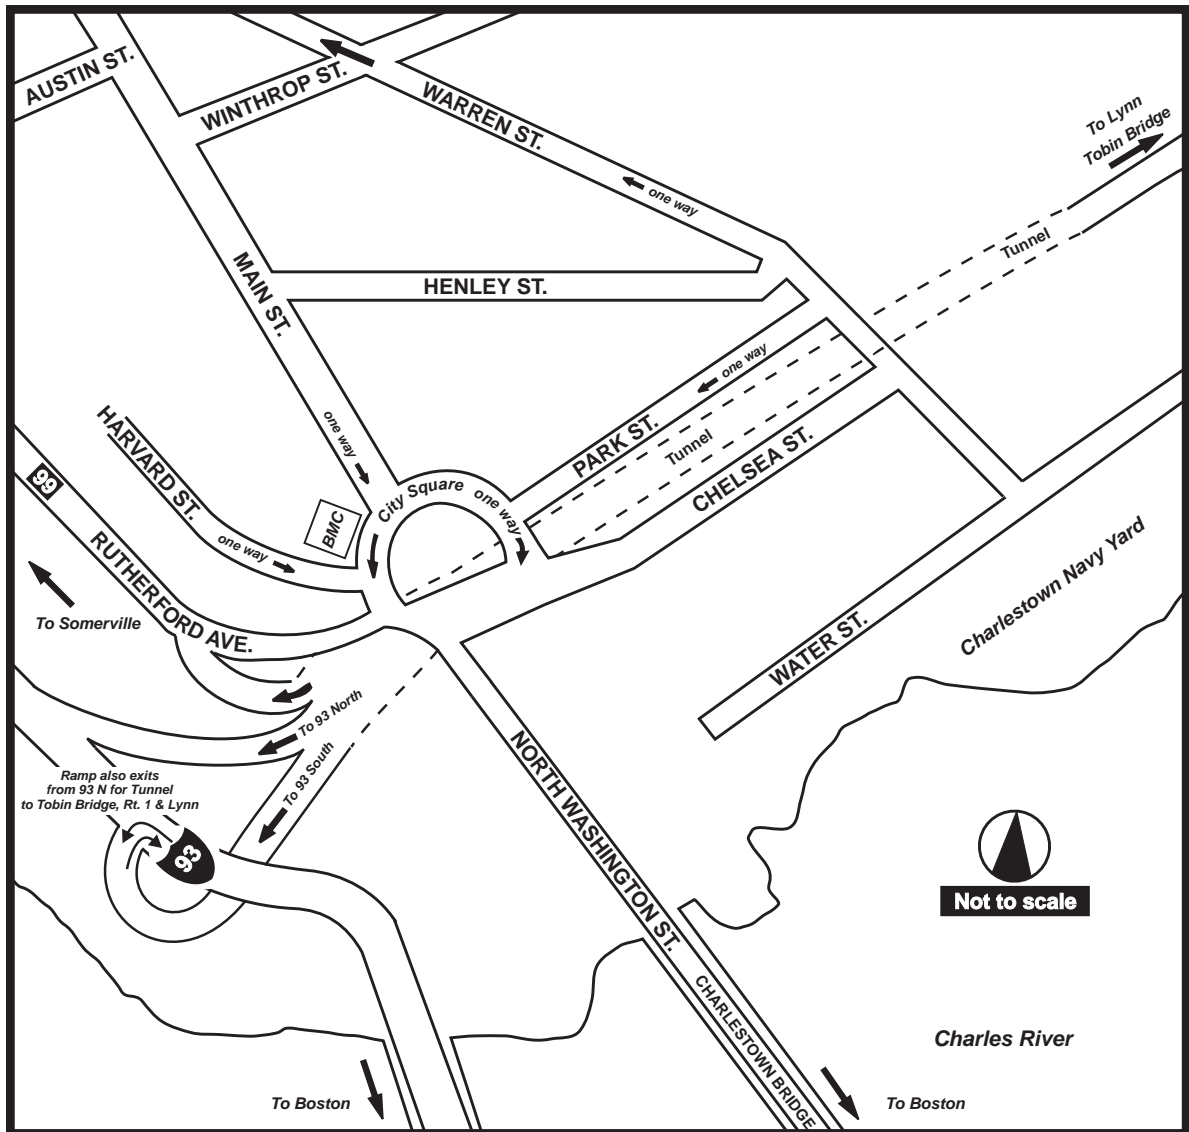 AUSTIN ST.
WINTHROP ST.
WARREN ST.
To Lynn
Tobin Bridge
one way
Tunnel
MAIN ST.
HENLEY ST.
one way
PARK ST.
Tunnel
CHELSEA ST.
one way
HARVARD ST.
99
City Square
one way
BMC
one way
RUTHERFORD AVE.
To Somerville
Charlestown Navy Yard
WATER ST.
To 93 North
To 93 South
NORTH WASHINGTON ST.
Ramp also exits
from 93 N for Tunnel
to Tobin Bridge, Rt. 1 & Lynn
93
Not to scale
CHARLESTOWN BRIDGE
Charles River
To Boston
To Boston